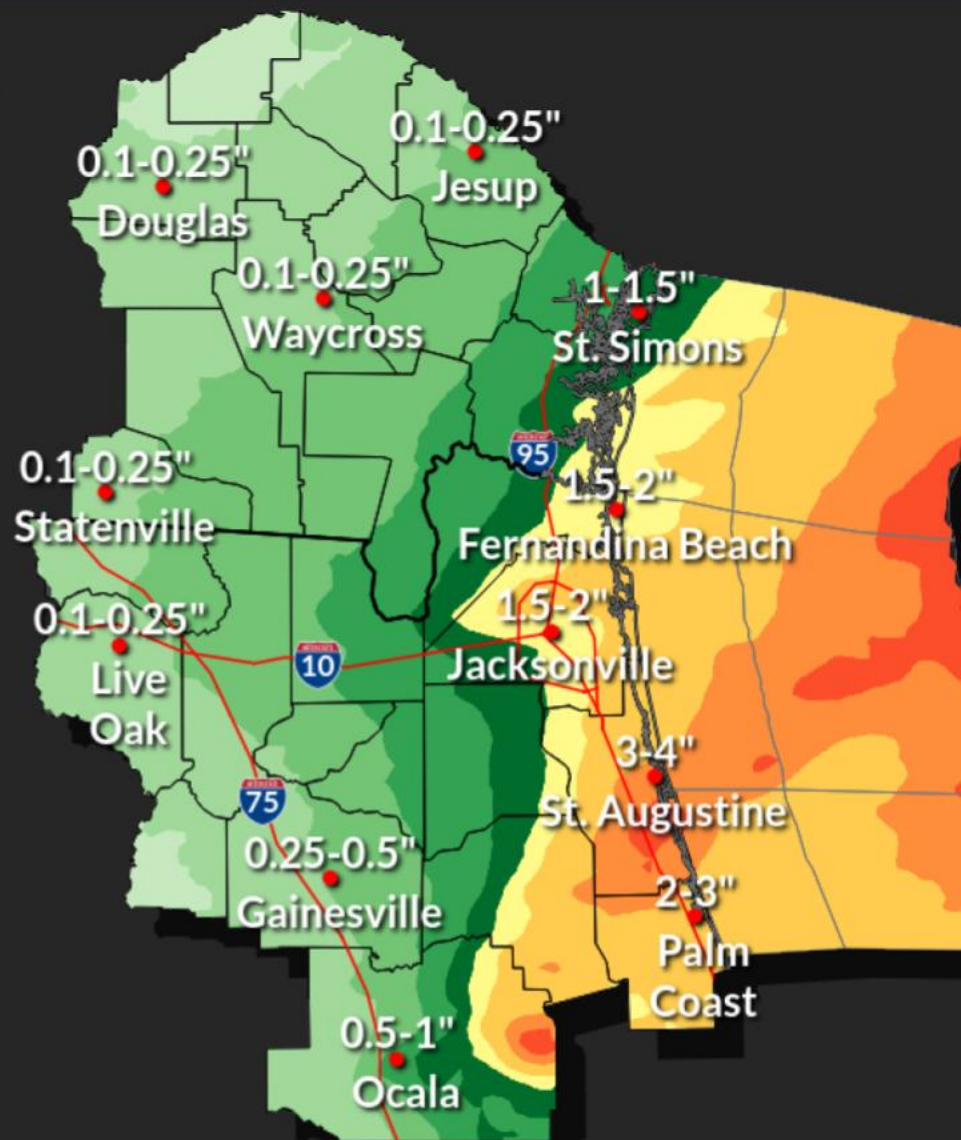 0.1-0.25"
Jesup
0.1-0.25"
Douglas
0.1-0.25"
Waycross
1-1.5"
St. Simons
95
0.1-0.25"
Statenville
1.5-2"
Fernandina Beach
0.1-0.25"
Live
Oak
10
1.5-2"
Jacksonville
3-4"
St. Augustine
75
0.25-0.5"
Gainesville
2-3"
Palm
Coast
0.5-1"
Ocala